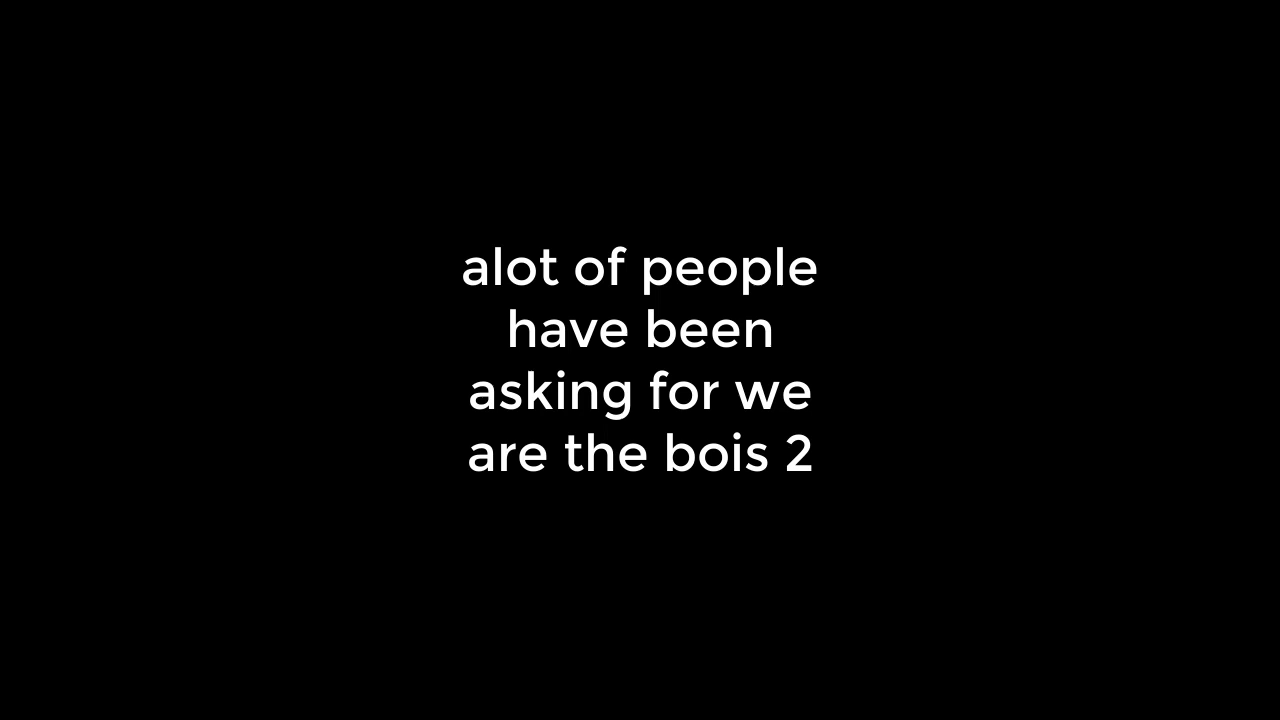 alot of people
have been
asking for we
are the bois 2